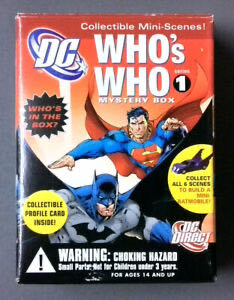 Collectible Mini-Scenes!
DC
WHO's
WHO
EDITION
1
MYSTERY BOX
WHO'S
IN THE
BOX?
COLLECT
ALL 6 SCENES
TO BUILD A
MINI-
BATMOBILE!
COLLECTIBLE
PROFILE CARD
INSIDE!
DC
DIRECT
! WARNING: CHOKING HAZARD
Small Parts: Not for Children under 3 years.
FOR AGES 14 AND UP